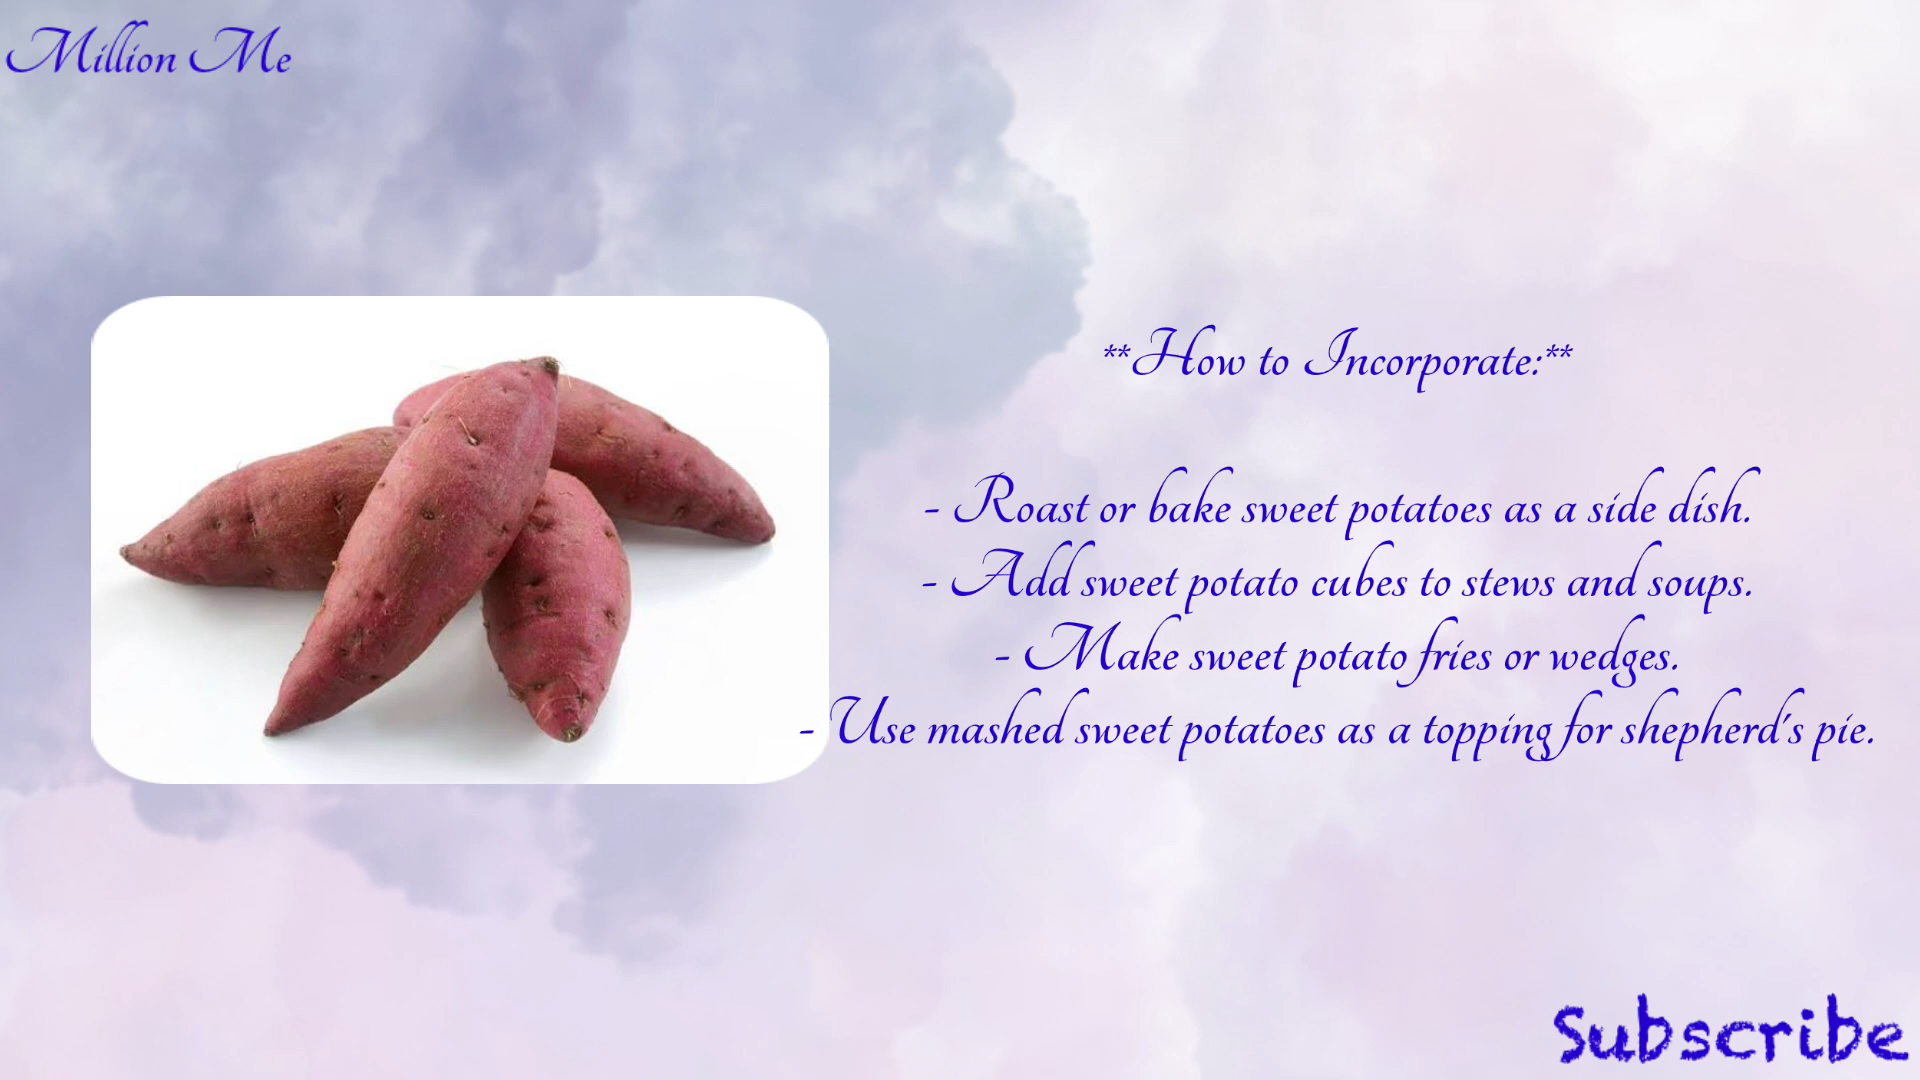 Million Me
**How to Incorporate:**
- Roast or bake sweet potatoes as a side dish.
- Add sweet potato cubes to stews and soups.
- Make sweet potato fries or wedges.
- Use mashed sweet potatoes as a topping for shepherd's pie.
Subscribe